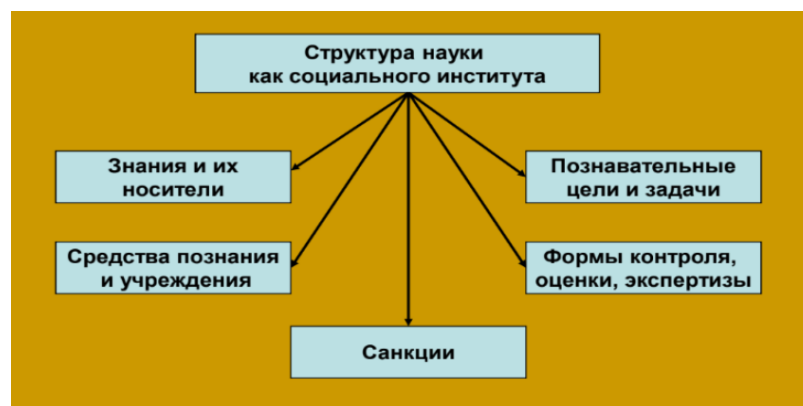 Структура науки
как социального института
Знания и их
носители
Познавательные
цели и задачи
Средства познания
и учреждения
Формы контроля,
оценки, экспертизы
Санкции